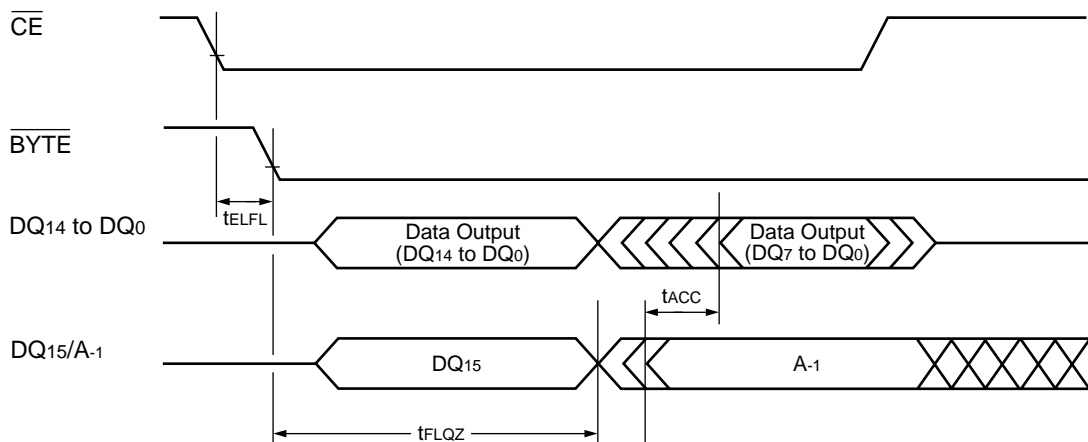 CE
BYTE
tELFL
DQ14 to DQ0
Data Output
(DQ14 to DQ0)
Data Output
(DQ7 to DQ0)
tACC
DQ15/A-1
DQ15
A-1
tFLQZ